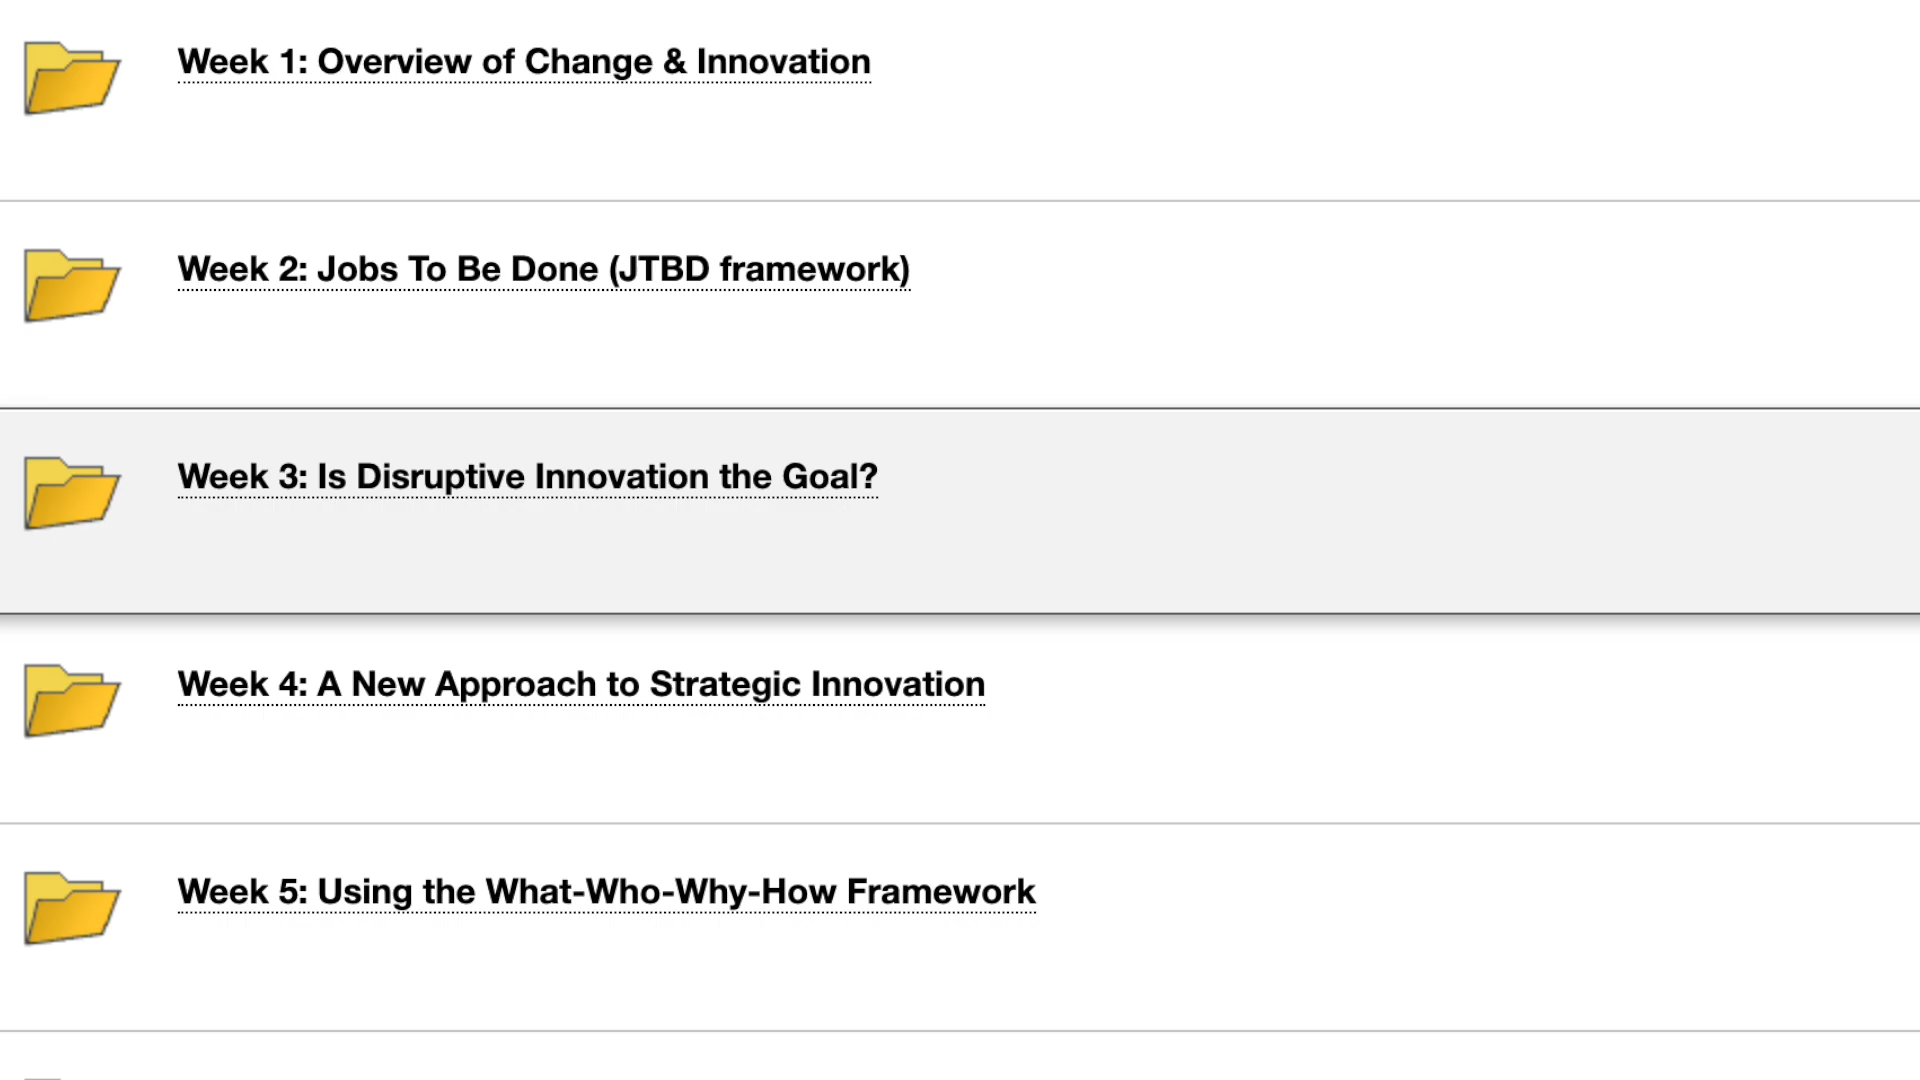 Week 1: Overview of Change & Innovation
Week 2: Jobs To Be Done (JTBD framework)
Week 3: Is Disruptive Innovation the Goal?
Week 4: A New Approach to Strategic Innovation
Week 5: Using the What-Who-Why-How Framework